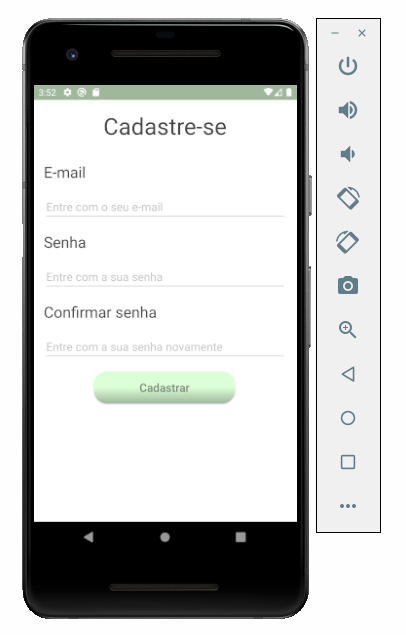 3:52
Cadastre-se
E-mail
Entre com o seu e-mail
Senha
Entre com a sua senha
Confirmar senha
Entre com a sua senha novamente
Cadastrar